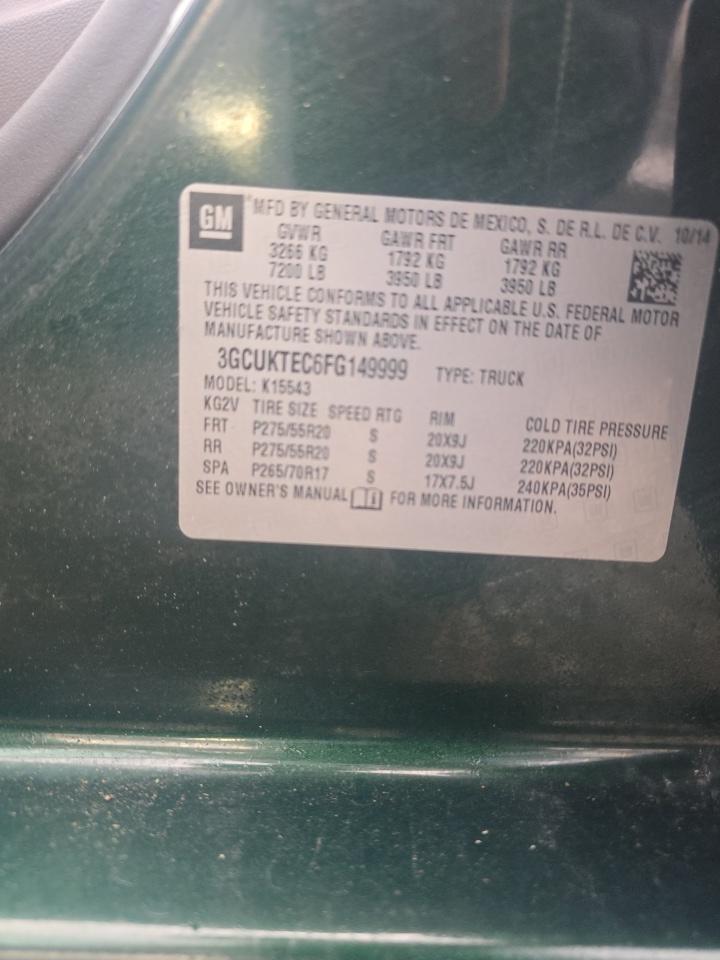 GM MFD BY GENERAL MOTORS DE MEXICO, S. DE R.L. DE C.V. 10/14
GVWR GAWR FRT GAWR RR
3266 KG 1792 KG 1792 KG
7200 LB 3950 LB 3950 LB
THIS VEHICLE CONFORMS TO ALL APPLICABLE U.S. FEDERAL MOTOR
VEHICLE SAFETY STANDARDS IN EFFECT ON THE DATE OF
MANUFACTURE SHOWN ABOVE.
3GCUKTEC6FG149999 TYPE: TRUCK
MODEL: K15543
KG2V TIRE SIZE SPEED RTG RIM COLD TIRE PRESSURE
FRT P275/55R20 S 20X9J 220KPA(32PSI)
RR P275/55R20 S 20X9J 220KPA(32PSI)
SPA P265/70R17 S 17X7.5J 240KPA(35PSI)
SEE OWNER'S MANUAL FOR MORE INFORMATION.